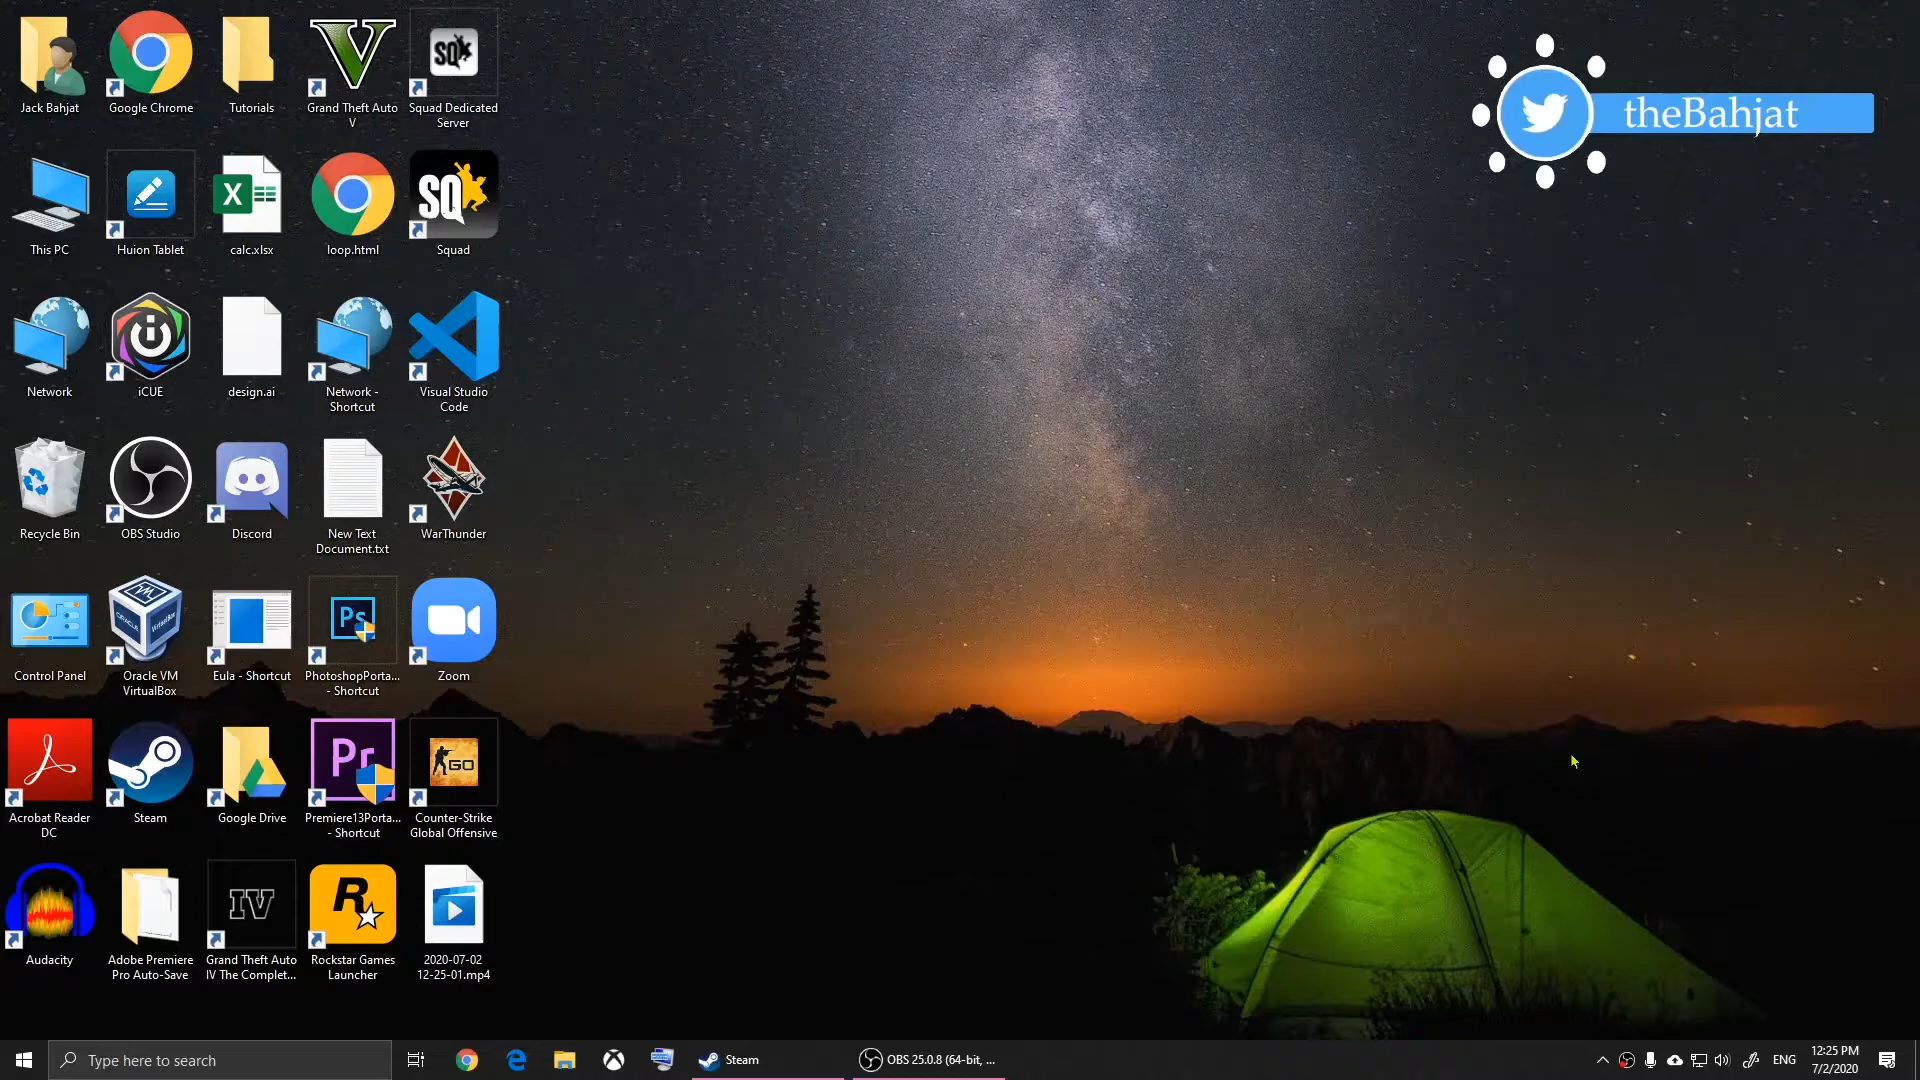 theBahjat
Jack Bahjat
Google Chrome
Tutorials
Grand Theft Auto
V
Squad Dedicated
Server
This PC
Huion Tablet
calc.xlsx
loop.html
Squad
Network
iCUE
design.ai
Network -
Shortcut
Visual Studio
Code
Recycle Bin
OBS Studio
Discord
New Text
Document.txt
WarThunder
Control Panel
Oracle VM
VirtualBox
Eula - Shortcut
PhotoshopPorta...
- Shortcut
Zoom
Acrobat Reader
DC
Steam
Google Drive
Premiere13Porta...
- Shortcut
Counter-Strike
Global Offensive
Audacity
Adobe Premiere
Pro Auto-Save
Grand Theft Auto
IV The Complet...
Rockstar Games
Launcher
2020-07-02
12-25-01.mp4
Type here to search
Steam
OBS 25.0.8 (64-bit, ...
ENG
12:25 PM
7/2/2020